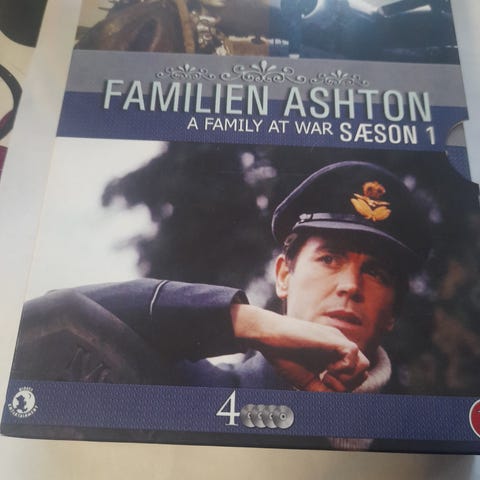 FAMILIEN ASHTON
A FAMILY AT WAR SÆSON 1
4